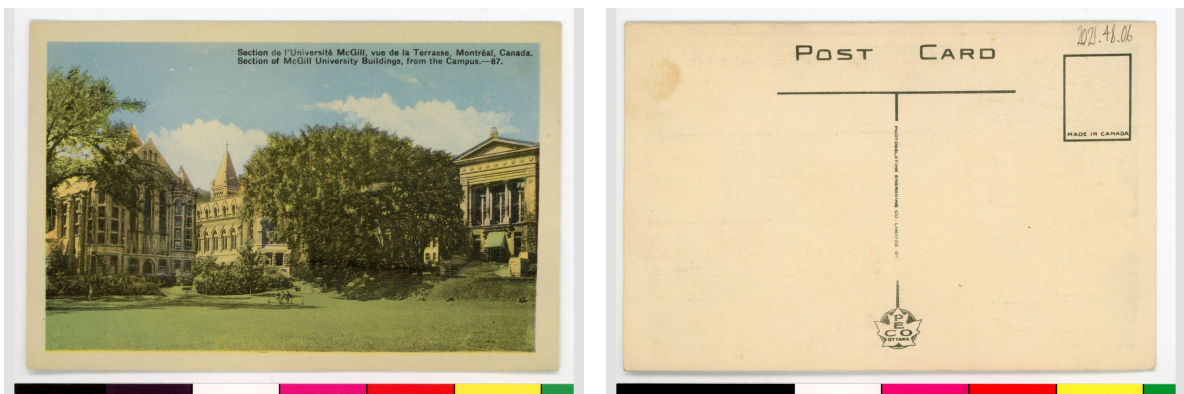 Section de l'Université McGill, vue de la Terrasse, Montréal, Canada.
Section of McGill University Buildings, from the Campus.—87.
2021.48.06
POST CARD
MADE IN CANADA
PHOTOGELATINE ENGRAVING CO. LIMITED.
PECO
OTTAWA